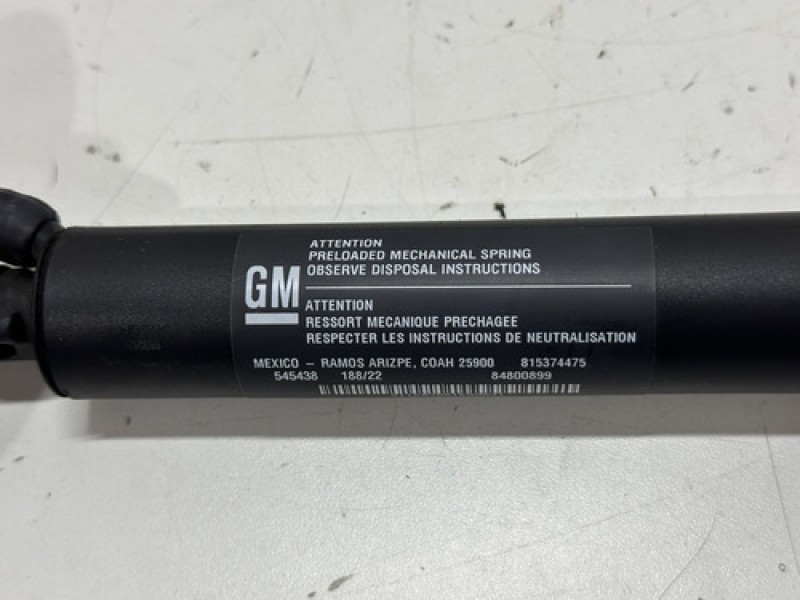 ATTENTION
PRELOADED MECHANICAL SPRING
OBSERVE DISPOSAL INSTRUCTIONS
GM
ATTENTION
RESSORT MECANIQUE PRECHAGEE
RESPECTER LES INSTRUCTIONS DE NEUTRALISATION
MEXICO – RAMOS ARIZPE, COAH 25900 815374475
545438 188/22 84800899